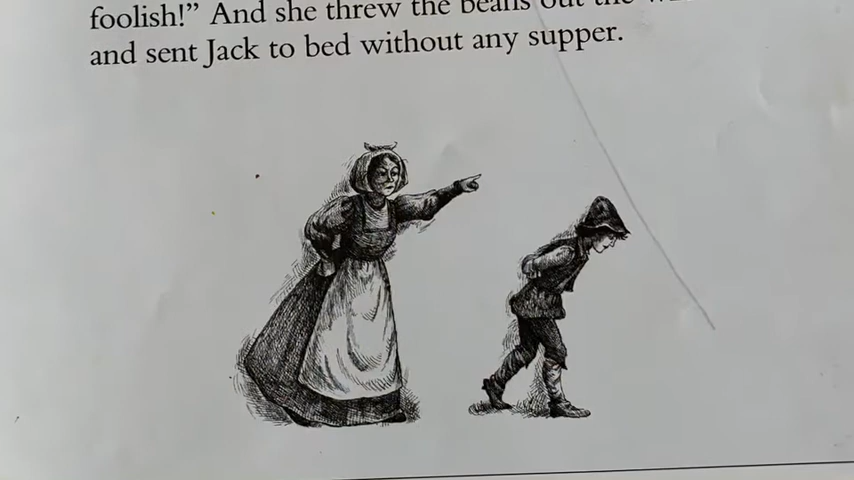 foolish!” And she threw the beans out the
and sent Jack to bed without any supper.